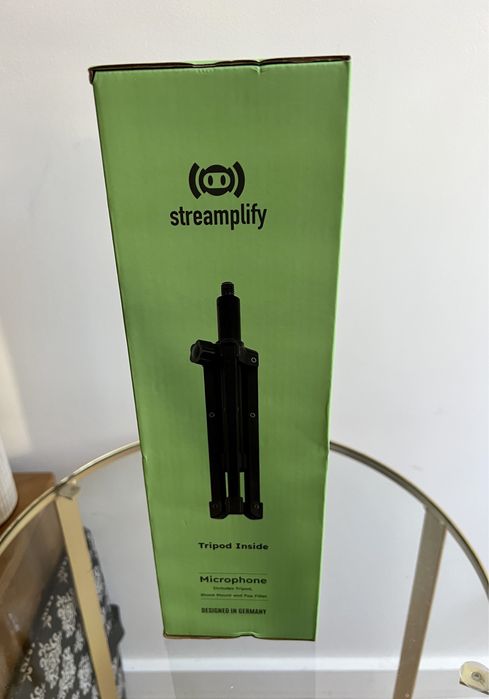 streamplify
Tripod Inside
Microphone
Includes Tripod,
Shock Mount and Pop Filter
DESIGNED IN GERMANY